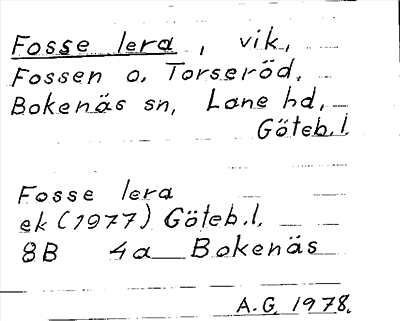 Fosse lera, vik,
Fossen o. Torseröd,
Bokenäs sn, Lane hd,
Göteb. l.
Fosse lera
ek (1977) Göteb. l.
8B 4a Bokenäs
A.G. 1978.